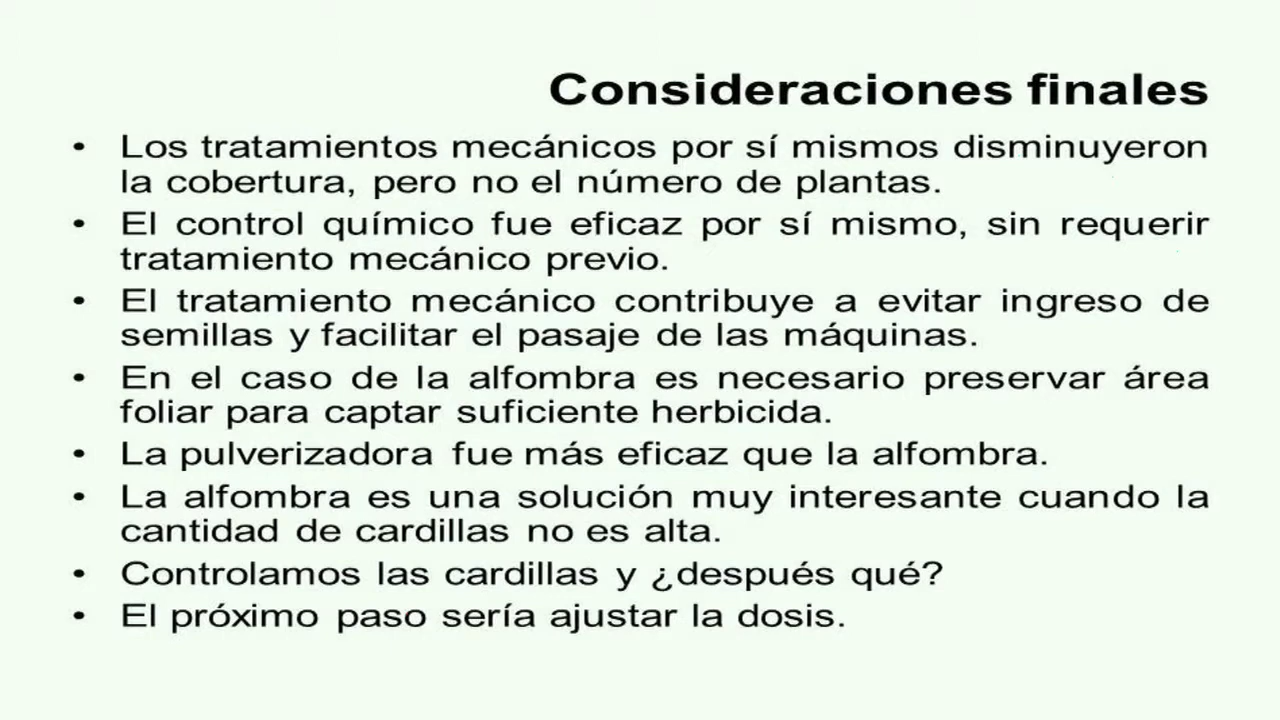 Consideraciones finales
• Los tratamientos mecánicos por sí mismos disminuyeron
la cobertura, pero no el número de plantas.
• El control químico fue eficaz por sí mismo, sin requerir
tratamiento mecánico previo.
• El tratamiento mecánico contribuye a evitar ingreso de
semillas y facilitar el pasaje de las máquinas.
• En el caso de la alfombra es necesario preservar área
foliar para captar suficiente herbicida.
• La pulverizadora fue más eficaz que la alfombra.
• La alfombra es una solución muy interesante cuando la
cantidad de cardillas no es alta.
• Controlamos las cardillas y ¿después qué?
• El próximo paso sería ajustar la dosis.